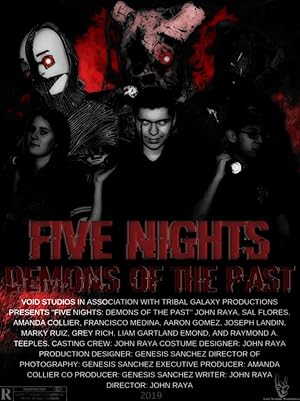 FIVE NIGHTS
DEMONS OF THE PAST
VOID STUDIOS IN ASSOCIATION WITH TRIBAL GALAXY PRODUCTIONS
PRESENTS "FIVE NIGHTS: DEMONS OF THE PAST" JOHN RAYA, SAL FLORES,
AMANDA COLLIER, FRANCISCO MEDINA, AARON GOMEZ, JOSEPH LANDIN,
MARKY RUIZ, GREY RICH, LIAM GARTLAND EMOND, AND RAYMOND A.
TEEPLES. CASTING CREW: JOHN RAYA COSTUME DESIGNER: JOHN RAYA
PRODUCTION DESIGNER: GENESIS SANCHEZ DIRECTOR OF
PHOTOGRAPHY: GENESIS SANCHEZ EXECUTIVE PRODUCER: AMANDA
COLLIER CO PRODUCER: GENESIS SANCHEZ WRITER: JOHN RAYA
DIRECTOR: JOHN RAYA
R
RESTRICTED
2019